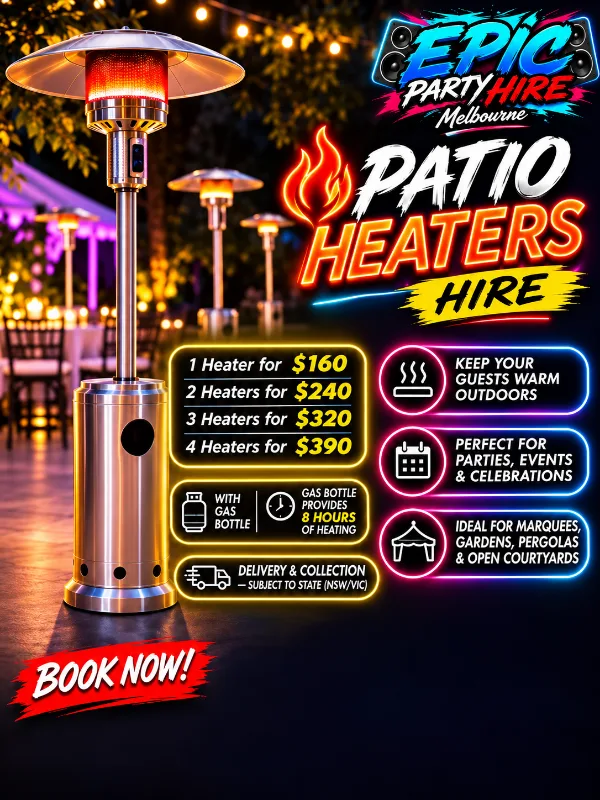 EPIC
PARTY HIRE
Melbourne
PATIO
HEATERS
HIRE
1 Heater for $160
2 Heaters for $240
3 Heaters for $320
4 Heaters for $390
WITH
GAS
BOTTLE
GAS BOTTLE
PROVIDES
8 HOURS
OF HEATING
DELIVERY & COLLECTION
– SUBJECT TO STATE (NSW/VIC)
KEEP YOUR
GUESTS WARM
OUTDOORS
PERFECT FOR
PARTIES, EVENTS
& CELEBRATIONS
IDEAL FOR MARQUEES,
GARDENS, PERGOLAS
& OPEN COURTYARDS
BOOK NOW!